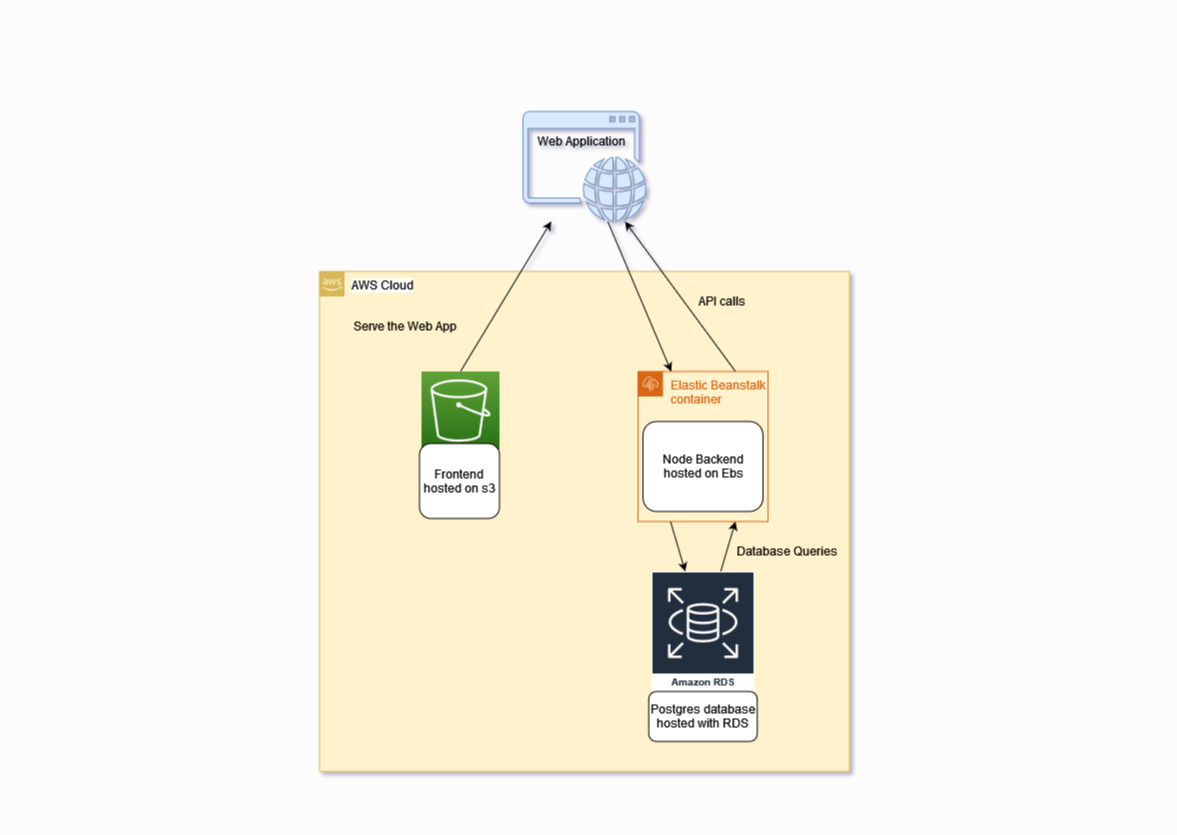 Web Application
aws
AWS Cloud
API calls
Serve the Web App
Elastic Beanstalk
container
Node Backend
hosted on Ebs
Frontend
hosted on s3
Database Queries
Amazon RDS
Postgres database
hosted with RDS